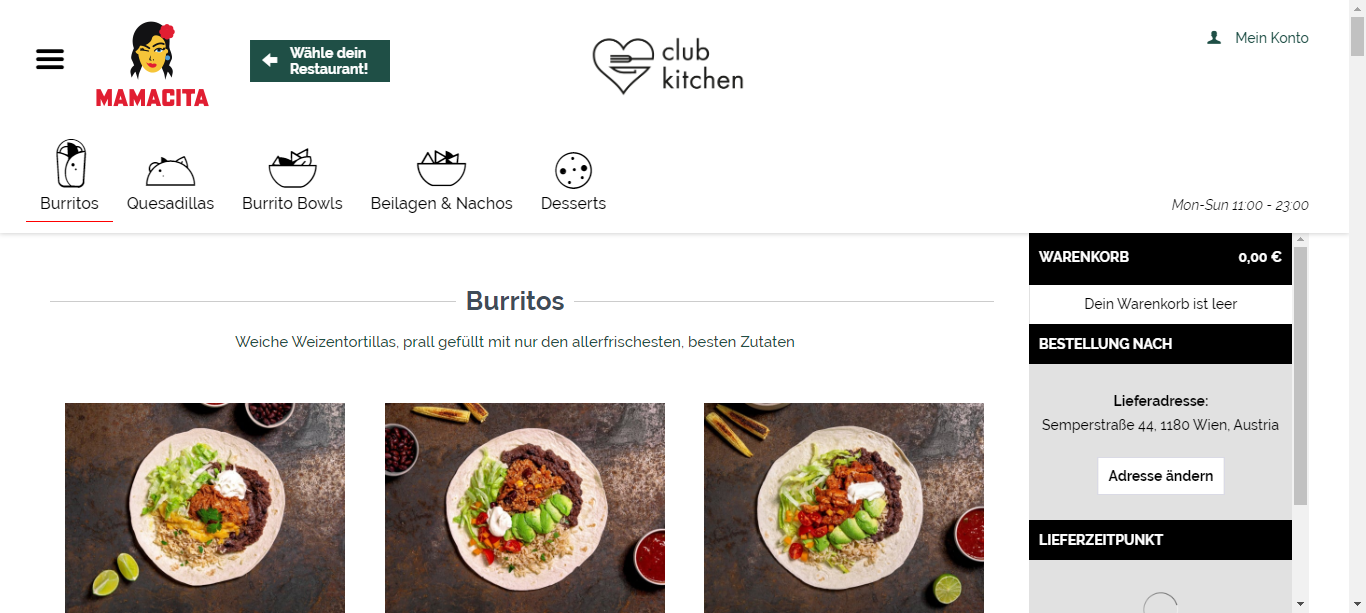 MAMACITA
Wähle dein
Restaurant!
club
kitchen
Mein Konto
Burritos
Quesadillas
Burrito Bowls
Beilagen & Nachos
Desserts
Mon-Sun 11:00 - 23:00
Burritos
Weiche Weizentortillas, prall gefüllt mit nur den allerfrischesten, besten Zutaten
WARENKORB 0,00 €
Dein Warenkorb ist leer
BESTELLUNG NACH
Lieferadresse:
Semperstraße 44, 1180 Wien, Austria
Adresse ändern
LIEFERZEITPUNKT